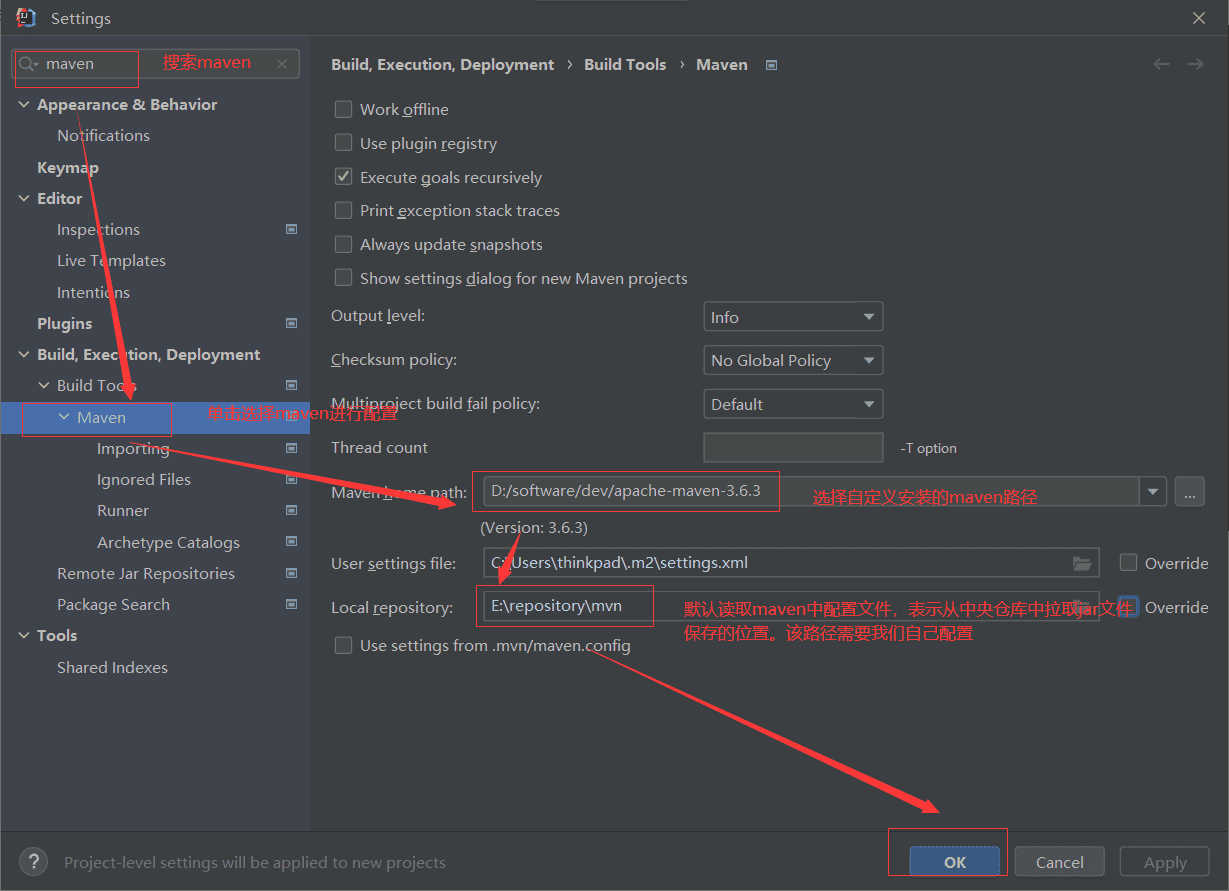 Settings
maven
搜索maven
Appearance & Behavior
Notifications
Keymap
Editor
Inspections
Live Templates
Intentions
Plugins
Build, Execution, Deployment
Build Tools
Maven
单击选择maven进行配置
Importing
Ignored Files
Runner
Archetype Catalogs
Remote Jar Repositories
Package Search
Tools
Shared Indexes
Build, Execution, Deployment › Build Tools › Maven
Work offline
Use plugin registry
Execute goals recursively
Print exception stack traces
Always update snapshots
Show settings dialog for new Maven projects
Output level: Info
Checksum policy: No Global Policy
Multiproject build fail policy: Default
Thread count -T option
Maven home path: D:/software/dev/apache-maven-3.6.3 选择自定义安装的maven路径 ...
(Version: 3.6.3)
User settings file: C:\Users\thinkpad\.m2\settings.xml Override
Local repository: E:\repository\mvn Override
默认读取maven中配置文件，表示从中央仓库中拉取jar文件
保存的位置。该路径需要我们自己配置
Use settings from .mvn/maven.config
? Project-level settings will be applied to new projects
OK Cancel Apply